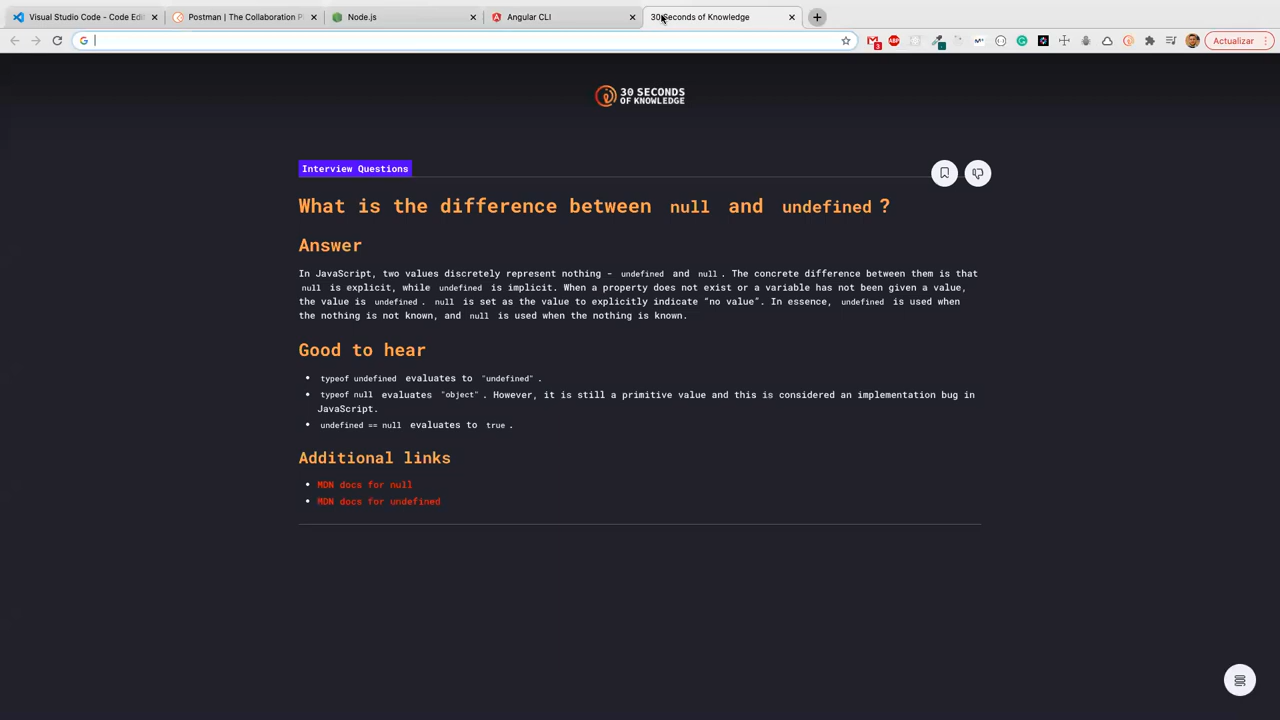 Visual Studio Code - Code Edi
Postman | The Collaboration P
Node.js
Angular CLI
30 Seconds of Knowledge
G
Actualizar
3
ABP
30 SECONDS
OF KNOWLEDGE
Interview Questions
What is the difference between null and undefined ?
Answer
In JavaScript, two values discretely represent nothing - undefined and null . The concrete difference between them is that
null is explicit, while undefined is implicit. When a property does not exist or a variable has not been given a value,
the value is undefined . null is set as the value to explicitly indicate “no value”. In essence, undefined is used when
the nothing is not known, and null is used when the nothing is known.
Good to hear
• typeof undefined evaluates to "undefined" .
• typeof null evaluates "object" . However, it is still a primitive value and this is considered an implementation bug in
JavaScript.
• undefined == null evaluates to true .
Additional links
• MDN docs for null
• MDN docs for undefined